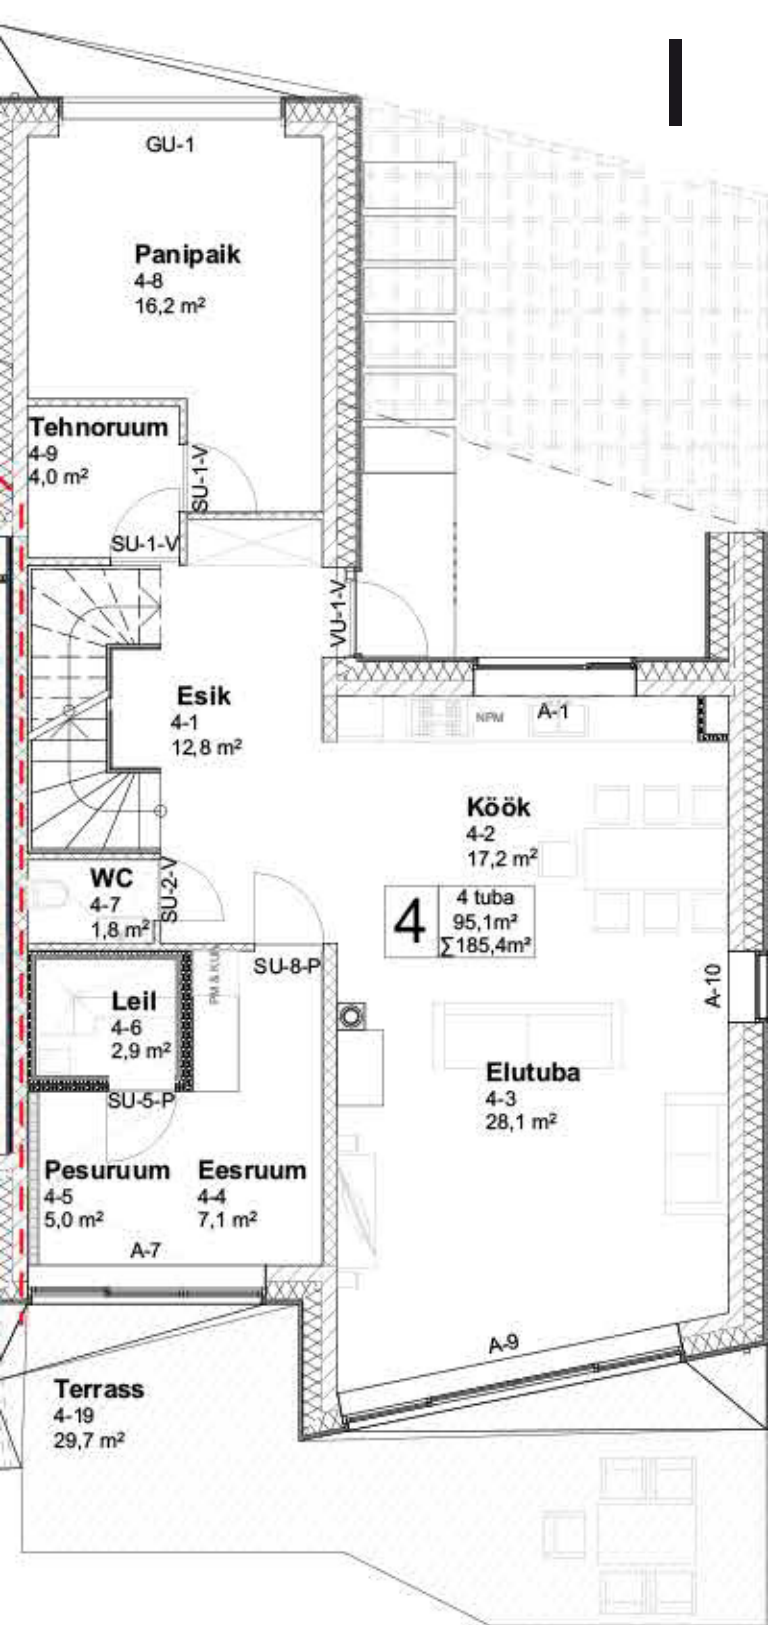 I
GU-1
Panipaik
4-8
16,2 m²
Tehnoruum
4-9
4,0 m²
SU-1-V
SU-1-V
VU-1-V
Esik
4-1
12,8 m²
NPM
A-1
Köök
4-2
17,2 m²
WC
4-7
1,8 m²
SU-2-V
4
4 tuba
95,1m²
∑185,4m²
SU-8-P
PM & KUIV
A-10
Leil
4-6
2,9 m²
SU-5-P
Elutuba
4-3
28,1 m²
Pesuruum
4-5
5,0 m²
Eesruum
4-4
7,1 m²
A-7
A-9
Terrass
4-19
29,7 m²